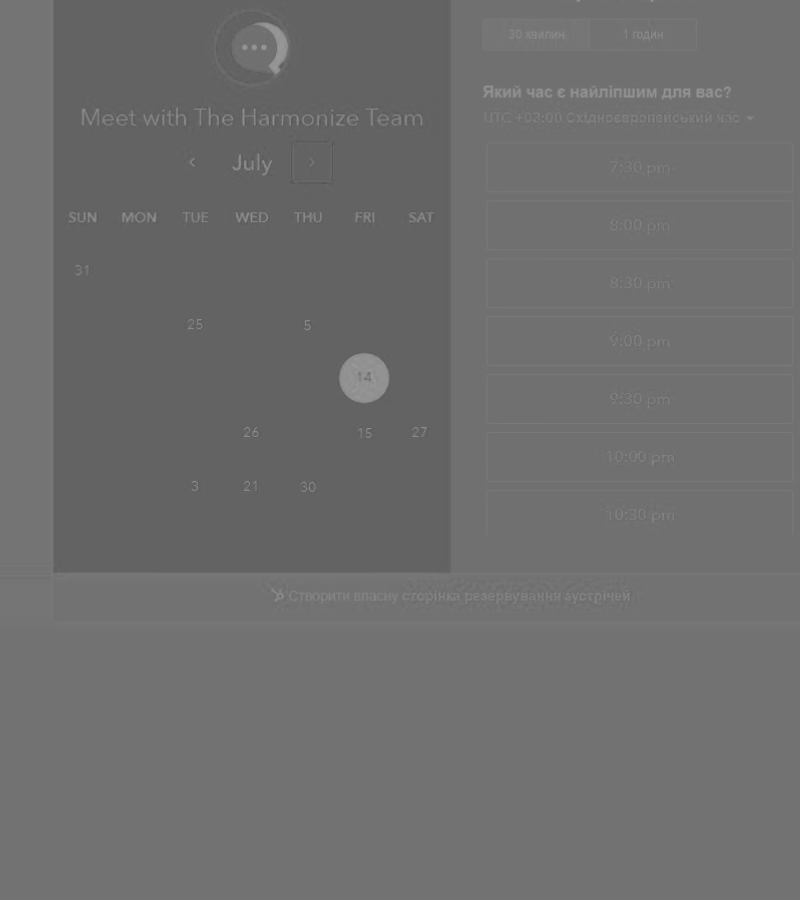 Meet with The Harmonize Team
July
SUN MON TUE WED THU FRI SAT
31
25 5
14
26 15 27
3 21 30
30 хвилин
1 годин
Який час є найліпшим для вас?
UTC +03:00 Східноєвропейський час
7:30 pm
8:00 pm
8:30 pm
9:00 pm
9:30 pm
10:00 pm
10:30 pm
Створити власну сторінка резервування зустрічей